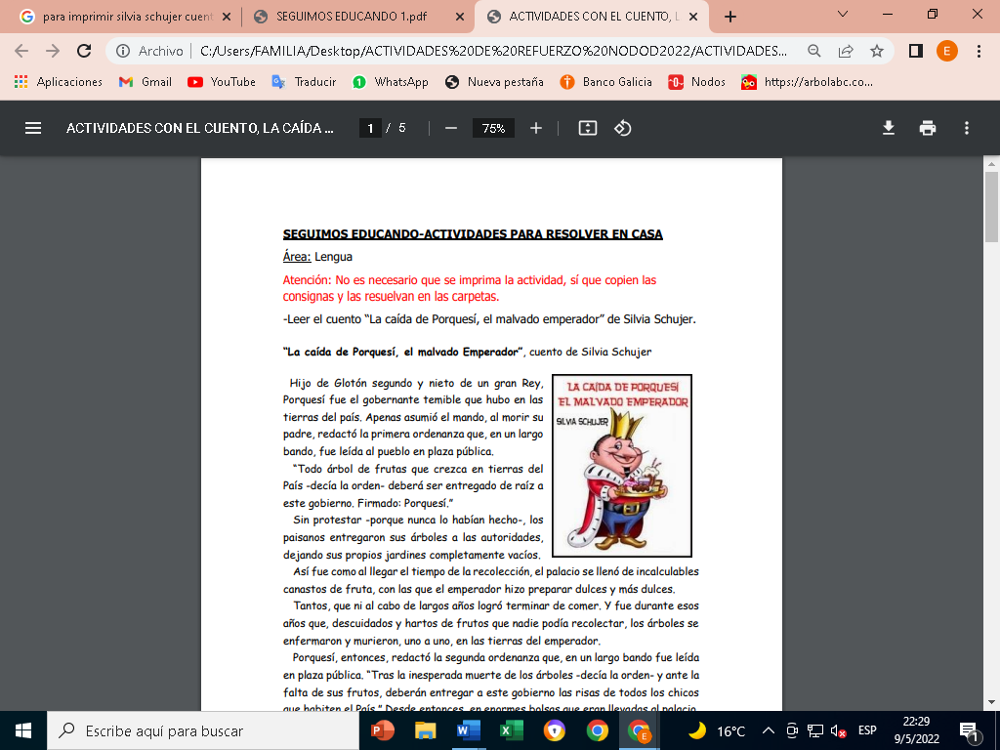 para imprimir silvia schujer cuent
SEGUIMOS EDUCANDO 1.pdf
ACTIVIDADES CON EL CUENTO, L
Archivo
C:/Users/FAMILIA/Desktop/ACTIVIDADES%20DE%20REFUERZO%20NODOD2022/ACTIVIDADES...
E
Aplicaciones
Gmail
YouTube
Traducir
1 WhatsApp
Nueva pestaña
Banco Galicia
Nodos
https://arbolabc.co...
ACTIVIDADES CON EL CUENTO, LA CAÍDA ...
1 / 5
75%
SEGUIMOS EDUCANDO-ACTIVIDADES PARA RESOLVER EN CASA
Área: Lengua
Atención: No es necesario que se imprima la actividad, sí que copien las
consignas y las resuelvan en las carpetas.
-Leer el cuento “La caída de Porquesí, el malvado emperador” de Silvia Schujer.
“La caída de Porquesí, el malvado Emperador”, cuento de Silvia Schujer
Hijo de Glotón segundo y nieto de un gran Rey,
Porquesí fue el gobernante temible que hubo en las
tierras del país. Apenas asumió el mando, al morir su
padre, redactó la primera ordenanza que, en un largo
bando, fue leída al pueblo en plaza pública.
“Todo árbol de frutas que crezca en tierras del
País -decía la orden- deberá ser entregado de raíz a
este gobierno. Firmado: Porquesí.”
Sin protestar -porque nunca lo habían hecho-, los
paisanos entregaron sus árboles a las autoridades,
dejando sus propios jardines completamente vacíos.
LA CAÍDA DE PORQUESÍ
EL MALVADO EMPERADOR
SILVIA SCHUJER
Así fue como al llegar el tiempo de la recolección, el palacio se llenó de incalculables
canastos de fruta, con las que el emperador hizo preparar dulces y más dulces.
Tantos, que ni al cabo de largos años logró terminar de comer. Y fue durante esos
años que, descuidados y hartos de frutos que nadie podía recolectar, los árboles se
enfermaron y murieron, uno a uno, en las tierras del emperador.
Porquesí, entonces, redactó la segunda ordenanza que, en un largo bando fue leída
en plaza pública. “Tras la inesperada muerte de los árboles -decía la orden- y ante la
falta de sus frutos, deberán entregar a este gobierno las risas de todos los chicos
que habiten el País.” Desde entonces, en enormes bolsas que eran llevadas al palacio,
Escribe aquí para buscar
E
16°C
ESP
22:29
9/5/2022
1